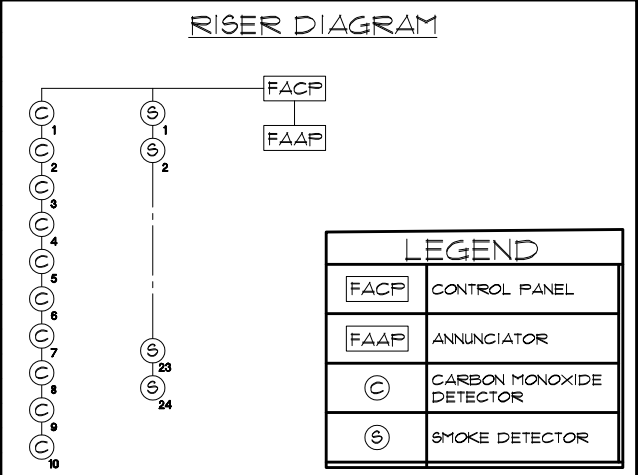 RISER DIAGRAM
FACP
FAAP
C 1
C 2
C 3
C 4
C 5
C 6
C 7
C 8
C 9
C 10
S 1
S 2
S 23
S 24
LEGEND
FACP CONTROL PANEL
FAAP ANNUNCIATOR
C CARBON MONOXIDE
DETECTOR
S SMOKE DETECTOR